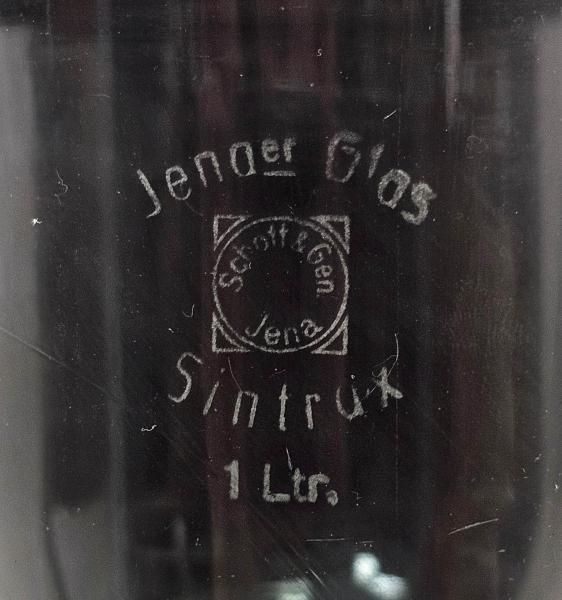 Jenaer Glas
Schott & Gen.
Jena
Sintrax
1 Ltr.